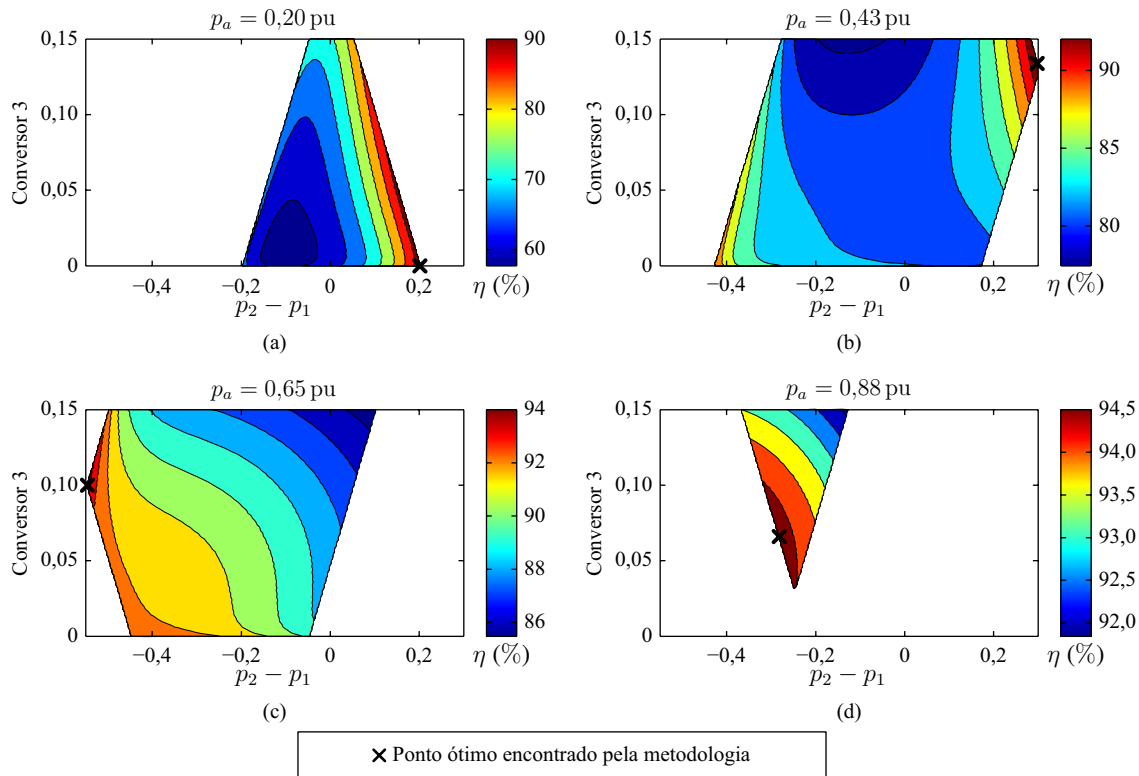 p_a = 0,20 pu
0,15
0,10
0,05
0
Conversor 3
−0,4
−0,2
0
0,2
p_2 − p_1
90
80
70
60
η (%)
(a)
p_a = 0,43 pu
0,15
0,10
0,05
0
Conversor 3
−0,4
−0,2
0
0,2
p_2 − p_1
90
85
80
η (%)
(b)
p_a = 0,65 pu
0,15
0,10
0,05
0
Conversor 3
−0,4
−0,2
0
0,2
p_2 − p_1
94
92
90
88
86
η (%)
(c)
p_a = 0,88 pu
0,15
0,10
0,05
0
Conversor 3
−0,4
−0,2
0
0,2
p_2 − p_1
94,5
94,0
93,5
93,0
92,5
92,0
η (%)
(d)
Ponto ótimo encontrado pela metodologia